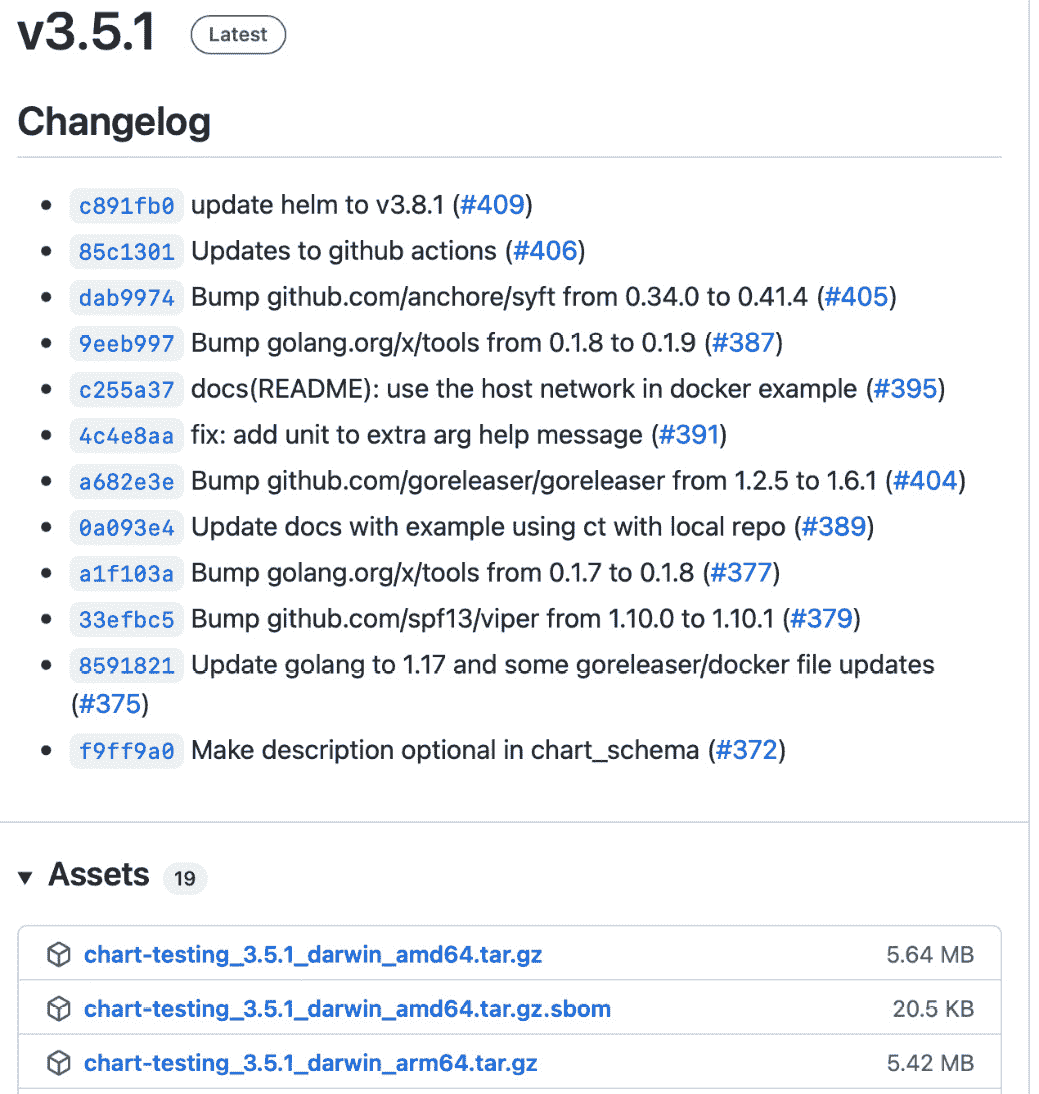 v3.5.1 Latest
Changelog
c891fb0 update helm to v3.8.1 (#409)
85c1301 Updates to github actions (#406)
dab9974 Bump github.com/anchore/syft from 0.34.0 to 0.41.4 (#405)
9eeb997 Bump golang.org/x/tools from 0.1.8 to 0.1.9 (#387)
c255a37 docs(README): use the host network in docker example (#395)
4c4e8aa fix: add unit to extra arg help message (#391)
a682e3e Bump github.com/goreleaser/goreleaser from 1.2.5 to 1.6.1 (#404)
0a093e4 Update docs with example using ct with local repo (#389)
a1f103a Bump golang.org/x/tools from 0.1.7 to 0.1.8 (#377)
33efbc5 Bump github.com/spf13/viper from 1.10.0 to 1.10.1 (#379)
8591821 Update golang to 1.17 and some goreleaser/docker file updates
(#375)
f9ff9a0 Make description optional in chart_schema (#372)
Assets 19
chart-testing_3.5.1_darwin_amd64.tar.gz 5.64 MB
chart-testing_3.5.1_darwin_amd64.tar.gz.sbom 20.5 KB
chart-testing_3.5.1_darwin_arm64.tar.gz 5.42 MB